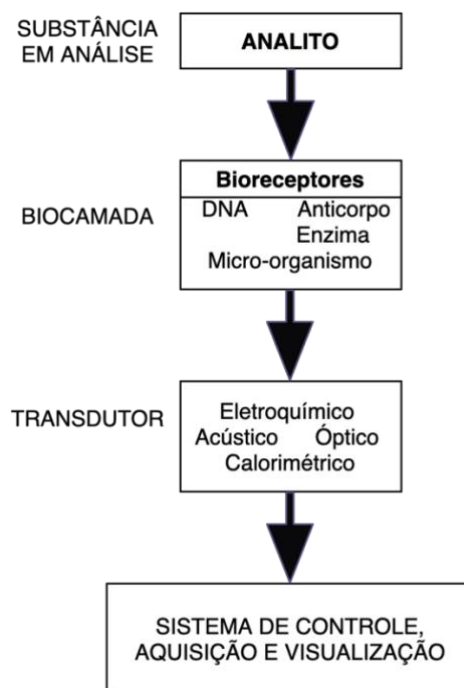 SUBSTÂNCIA
EM ANÁLISE
ANALITO
BIOCAMADA
Bioreceptores
DNA Anticorpo
Enzima
Micro-organismo
TRANSDUTOR
Eletroquímico
Acústico Óptico
Calorimétrico
SISTEMA DE CONTROLE,
AQUISIÇÃO E VISUALIZAÇÃO